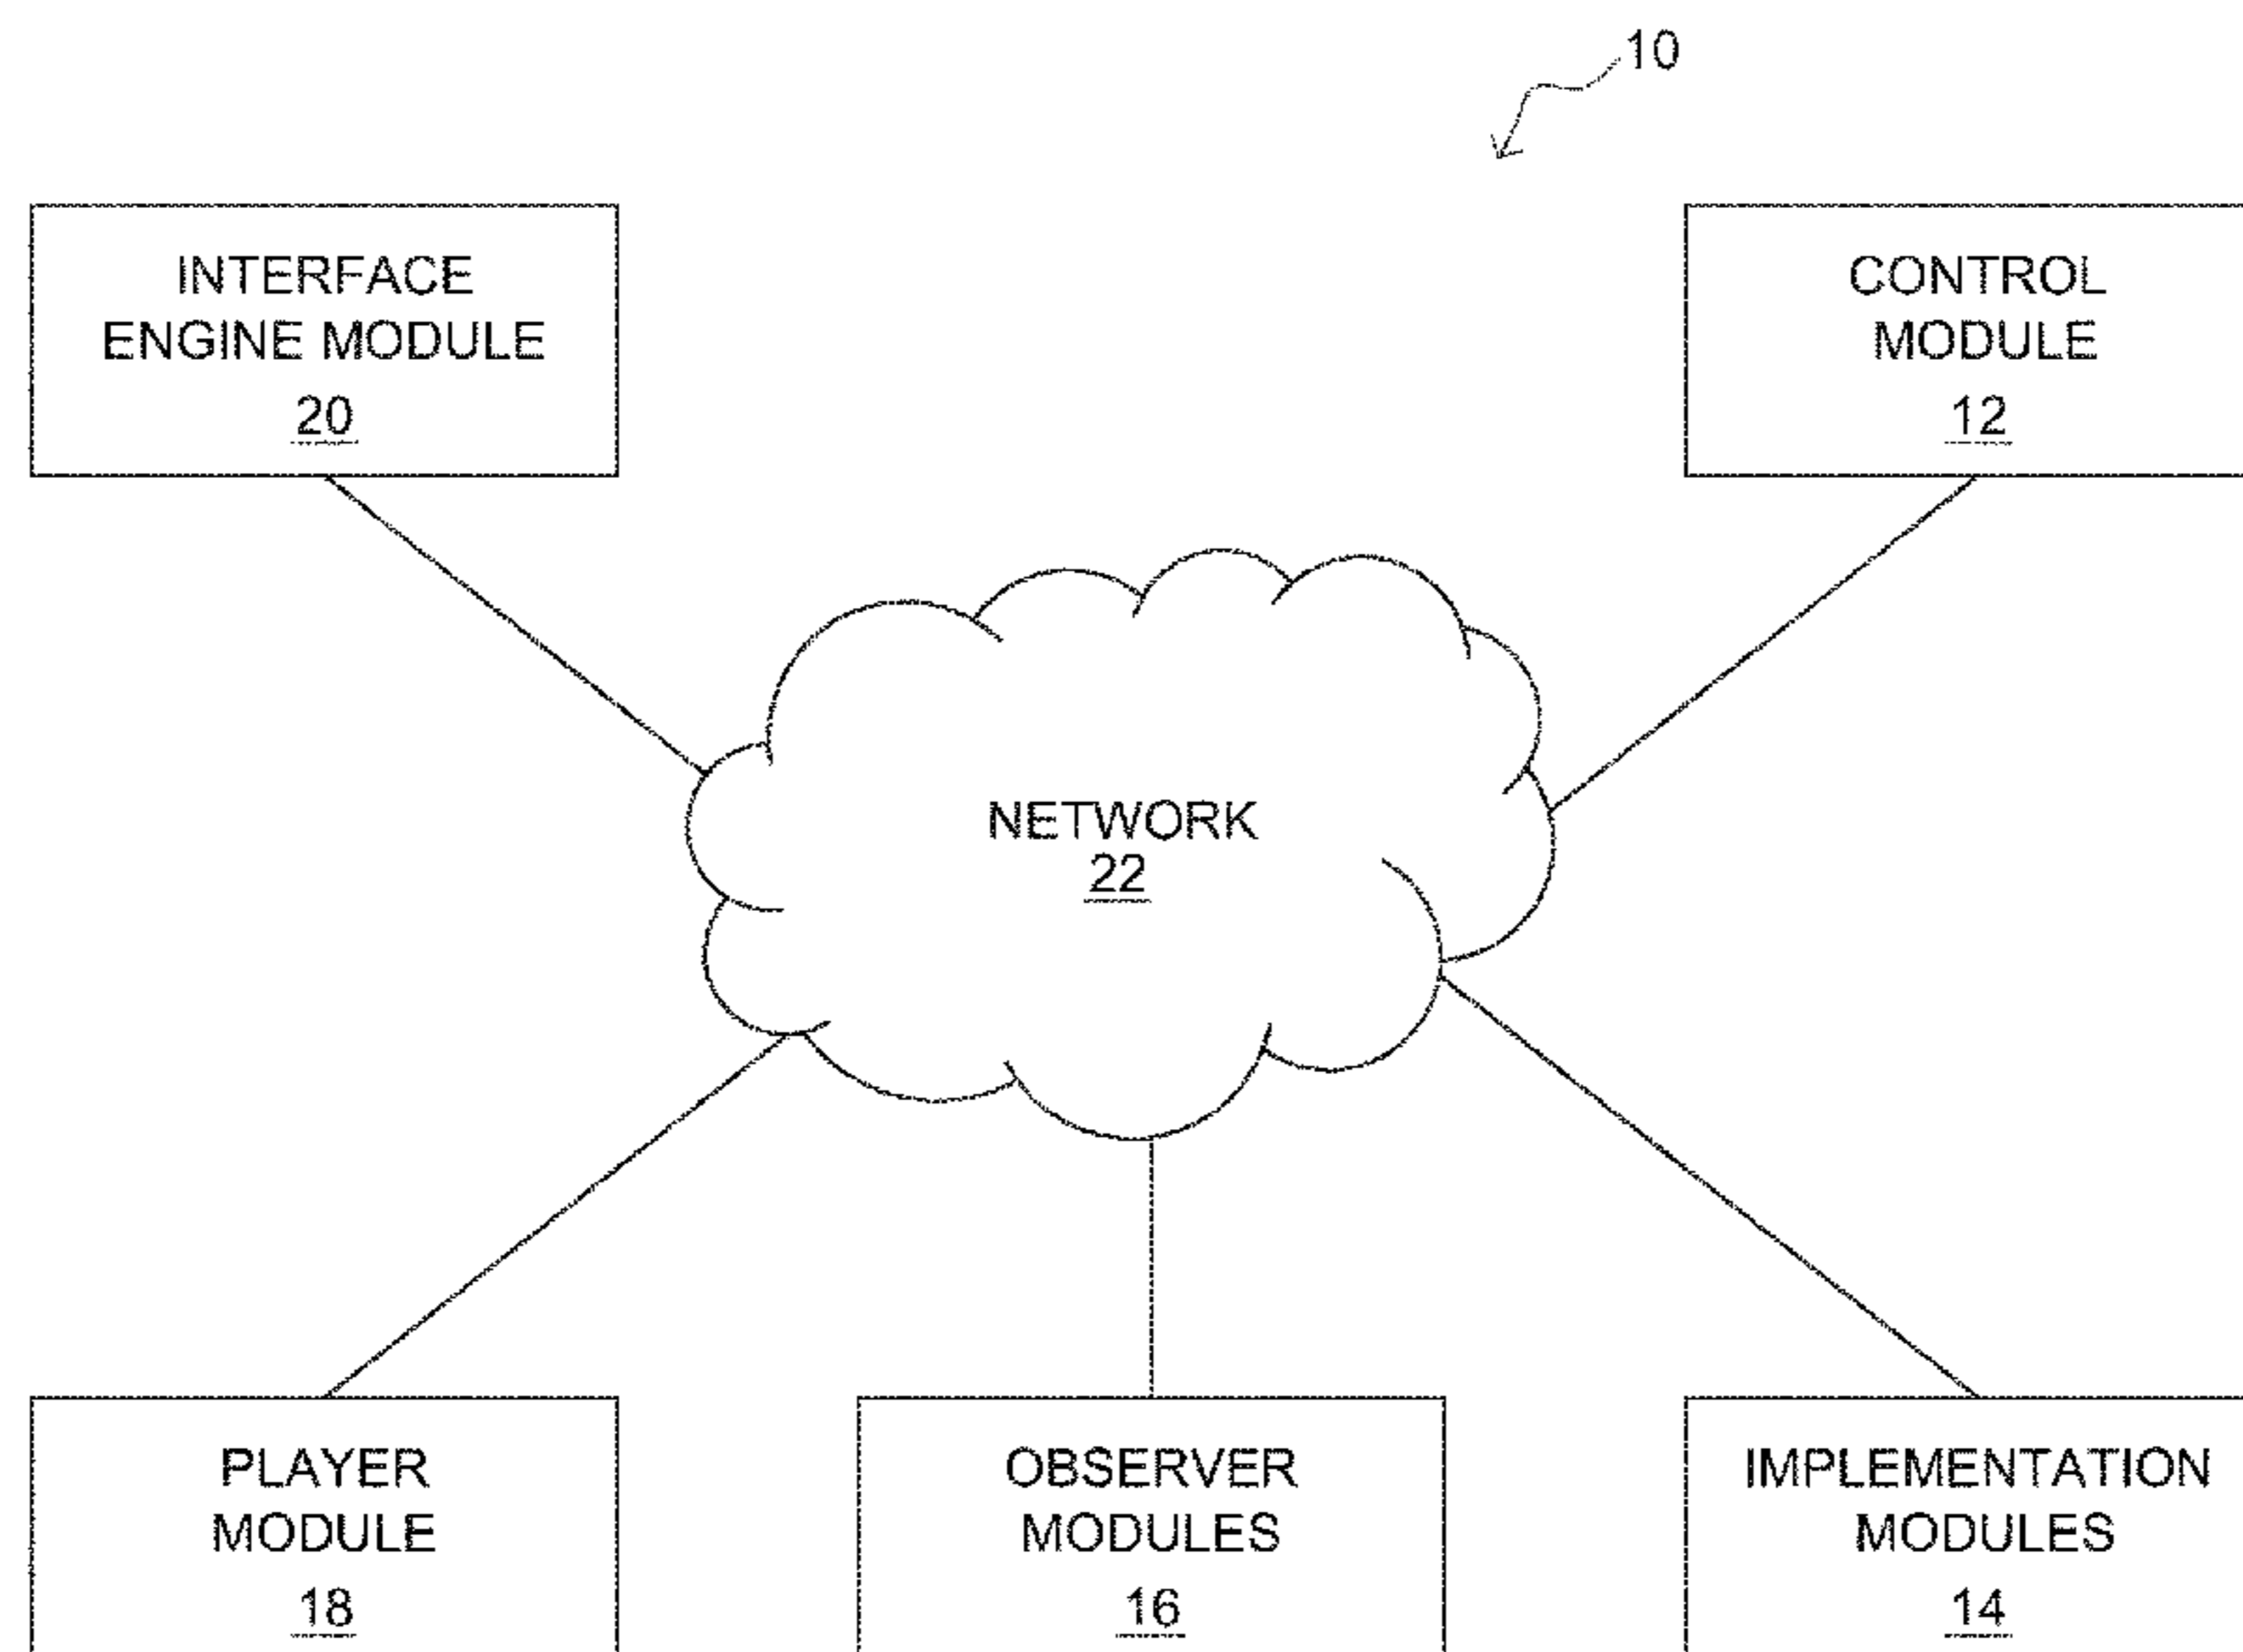 10
INTERFACE
ENGINE MODULE
20
CONTROL
MODULE
12
NETWORK
22
PLAYER
MODULE
18
OBSERVER
MODULES
16
IMPLEMENTATION
MODULES
14